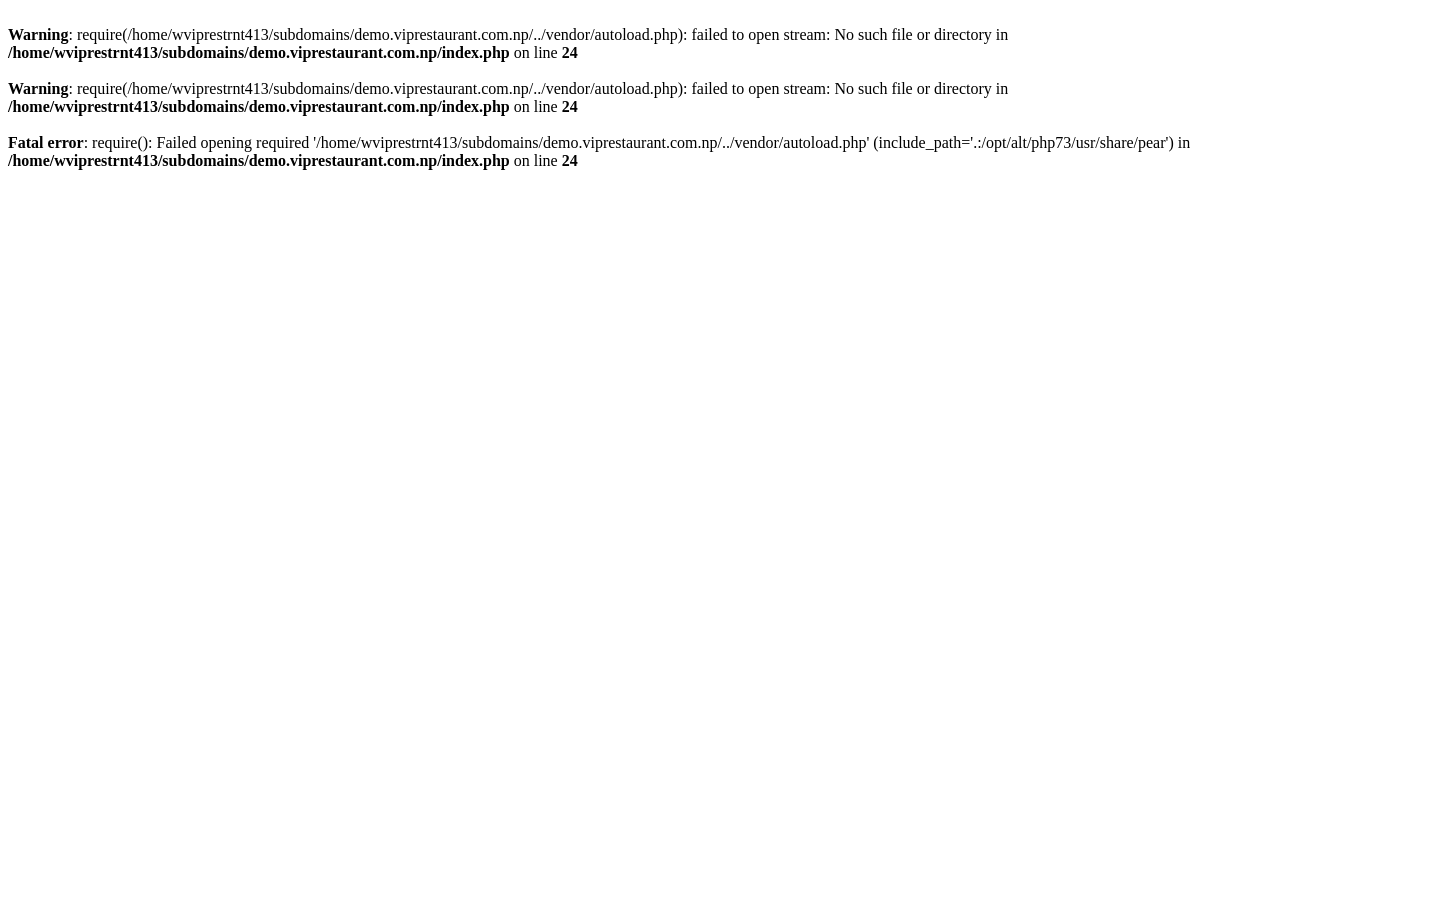 Warning: require(/home/wviprestrnt413/subdomains/demo.viprestaurant.com.np/../vendor/autoload.php): failed to open stream: No such file or directory in
/home/wviprestrnt413/subdomains/demo.viprestaurant.com.np/index.php on line 24
Warning: require(/home/wviprestrnt413/subdomains/demo.viprestaurant.com.np/../vendor/autoload.php): failed to open stream: No such file or directory in
/home/wviprestrnt413/subdomains/demo.viprestaurant.com.np/index.php on line 24
Fatal error: require(): Failed opening required '/home/wviprestrnt413/subdomains/demo.viprestaurant.com.np/../vendor/autoload.php' (include_path='.:/opt/alt/php73/usr/share/pear') in
/home/wviprestrnt413/subdomains/demo.viprestaurant.com.np/index.php on line 24